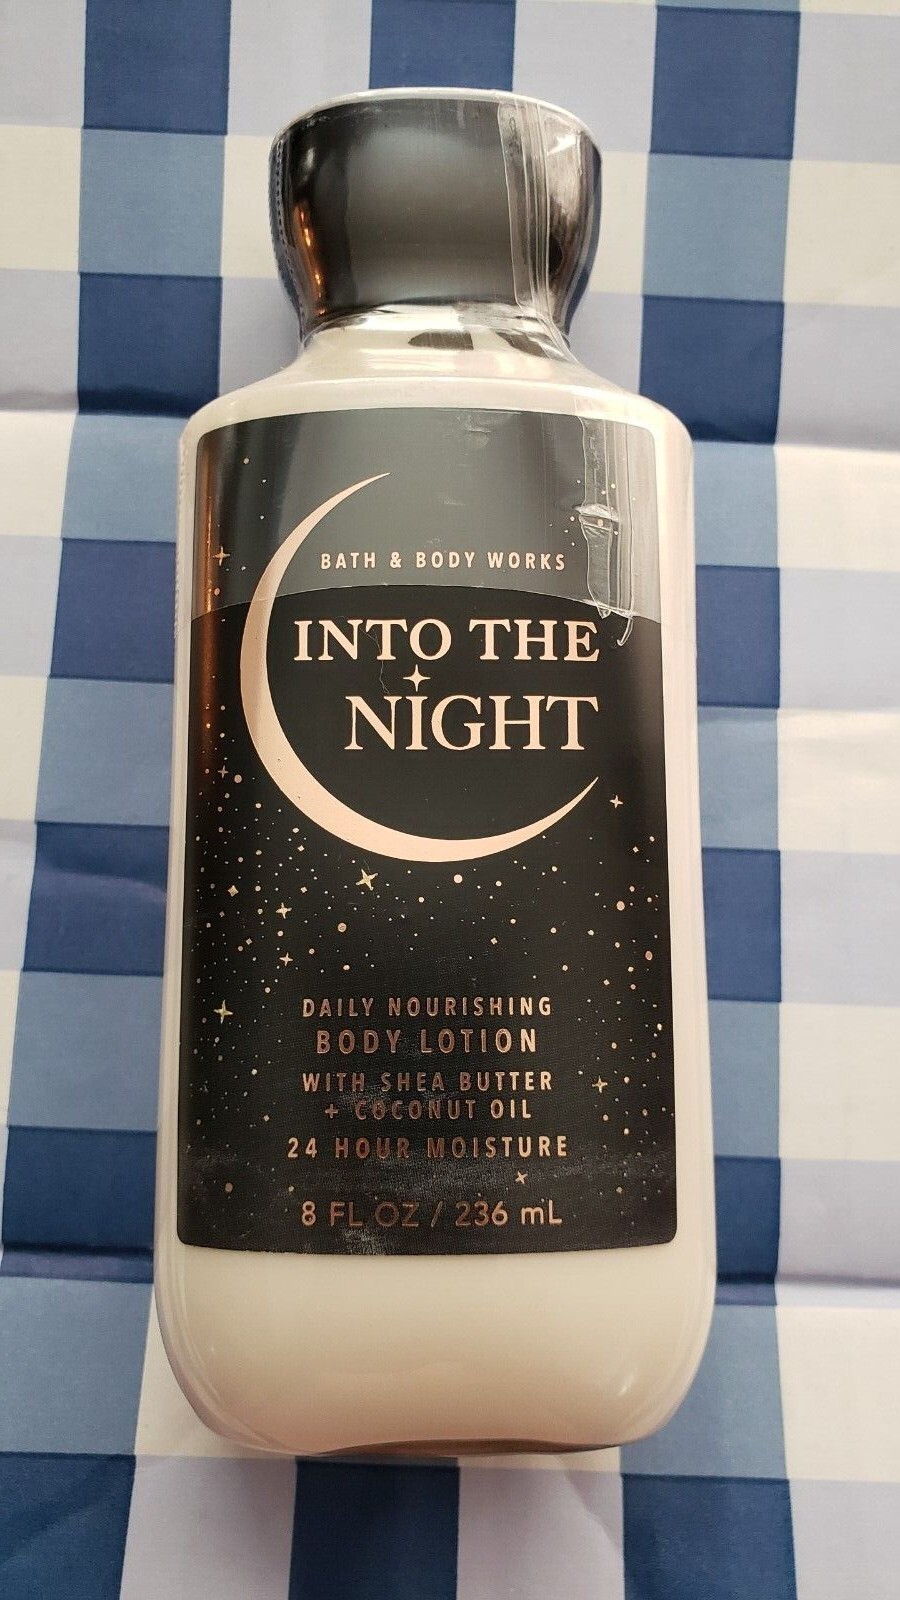 BATH & BODY WORKS
INTO THE
NIGHT
DAILY NOURISHING
BODY LOTION
WITH SHEA BUTTER
+ COCONUT OIL
24 HOUR MOISTURE
8 FL OZ / 236 mL